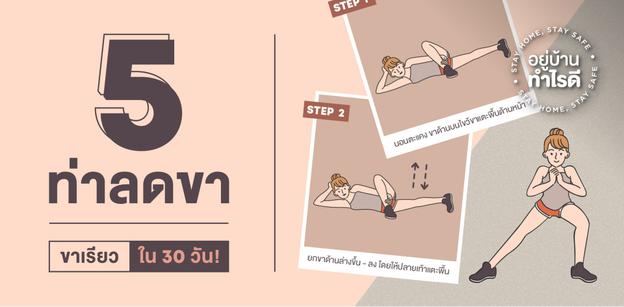 5
ท่าลดขา
ขาเรียว ใน 30 วัน!
STEP 1
นอนตะแคง ขาด้านบนไขว้ขาแตะพื้นด้านหน้า
STEP 2
ยกขาด้านล่างขึ้น - ลง โดยให้ปลายเท้าแตะพื้น
STAY HOME, STAY SAFE
อยู่บ้าน
ทำไรดี
STAY HOME, STAY SAFE